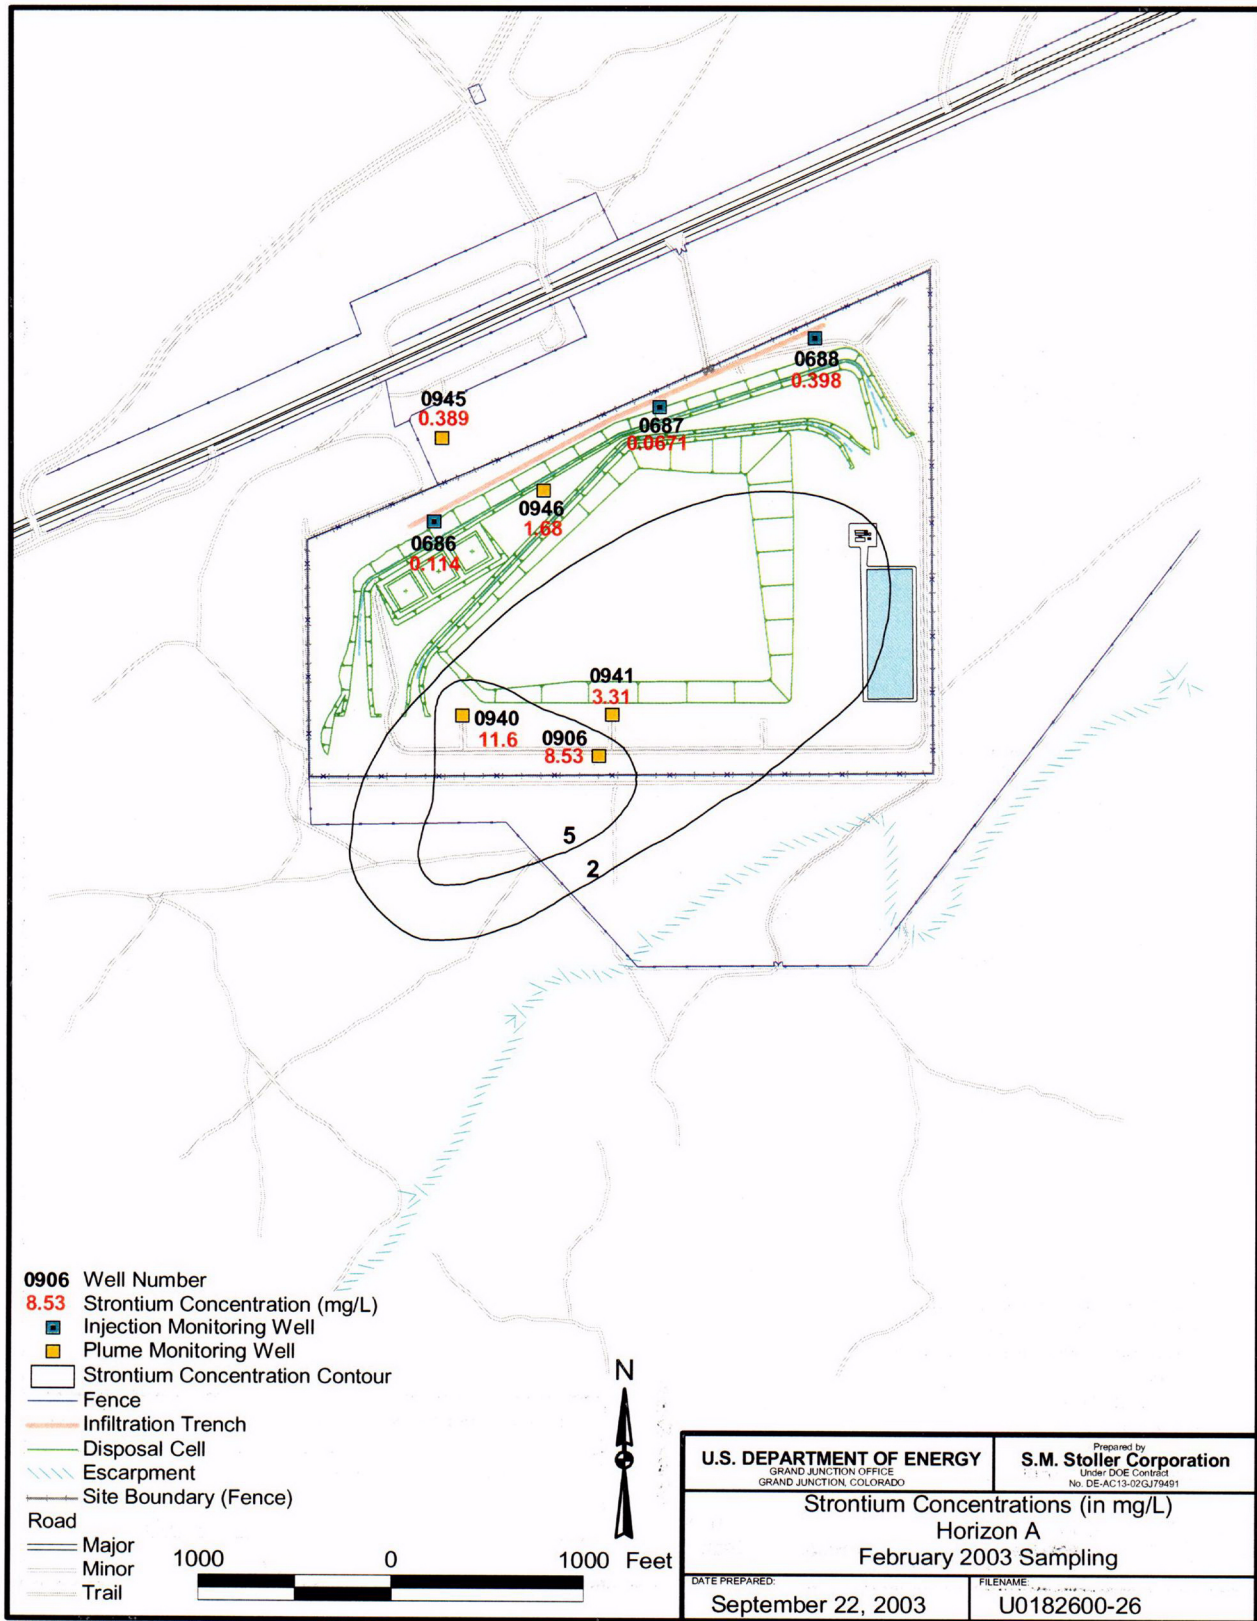 0688
0.398
0945
0.389
0687
0.0671
0946
1.68
0686
0.114
0941
3.31
0940
11.6
0906
8.53
5
2
0906 Well Number
8.53 Strontium Concentration (mg/L)
Injection Monitoring Well
Plume Monitoring Well
Strontium Concentration Contour
Fence
Infiltration Trench
Disposal Cell
Escarpment
Site Boundary (Fence)
Road
Major
Minor
Trail
1000 0 1000 Feet
N
U.S. DEPARTMENT OF ENERGY
GRAND JUNCTION OFFICE
GRAND JUNCTION, COLORADO
Prepared by
S.M. Stoller Corporation
Under DOE Contract
No. DE-AC13-02GJ79491
Strontium Concentrations (in mg/L)
Horizon A
February 2003 Sampling
DATE PREPARED:
September 22, 2003
FILENAME:
U0182600-26